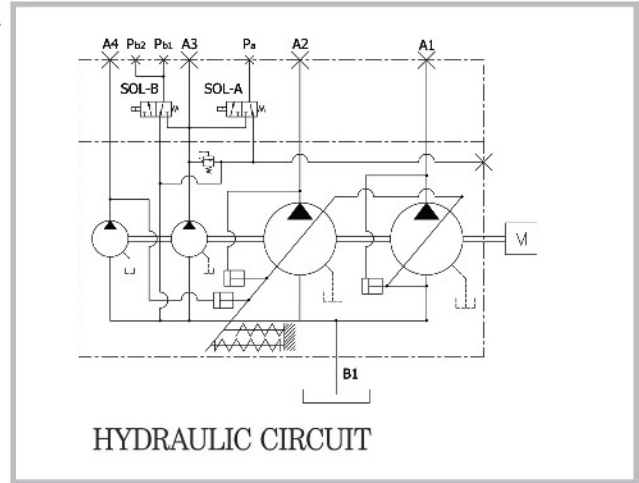 A4 Pb2 Pb1 A3 Pa A2 A1
SOL-B SOL-A
M
B1
HYDRAULIC CIRCUIT